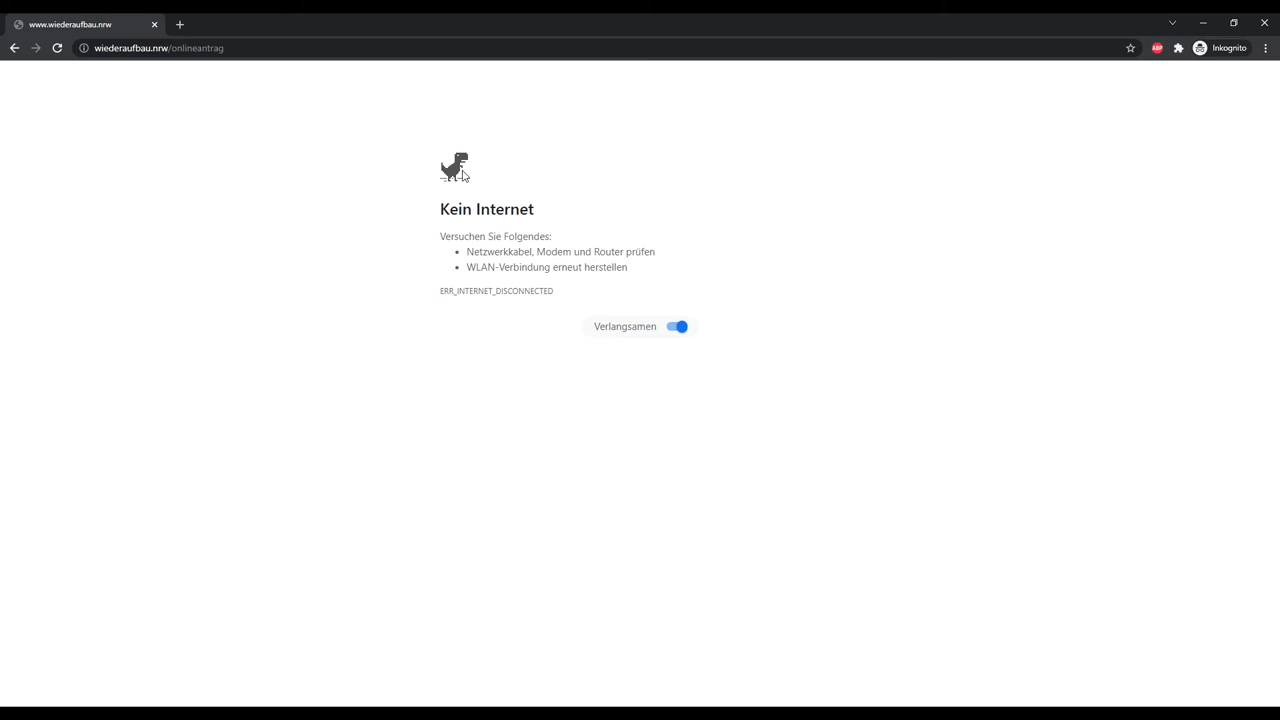 www.wiederaufbau.nrw
wiederaufbau.nrw/onlineantrag
ABP
Inkognito
Kein Internet
Versuchen Sie Folgendes:
• Netzwerkkabel, Modem und Router prüfen
• WLAN-Verbindung erneut herstellen
ERR_INTERNET_DISCONNECTED
Verlangsamen